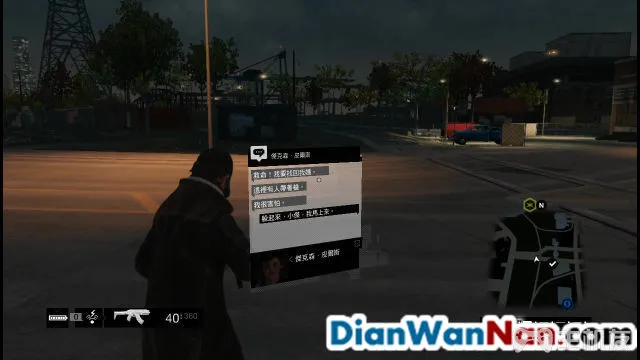 傑克森·皮爾斯
救命！我要找回我媽。
這裡有人帶著槍。
我很害怕。
躲起來，小傑，我馬上來。
〈傑克森·皮爾斯
N
0
40 360
DianWanNan.com